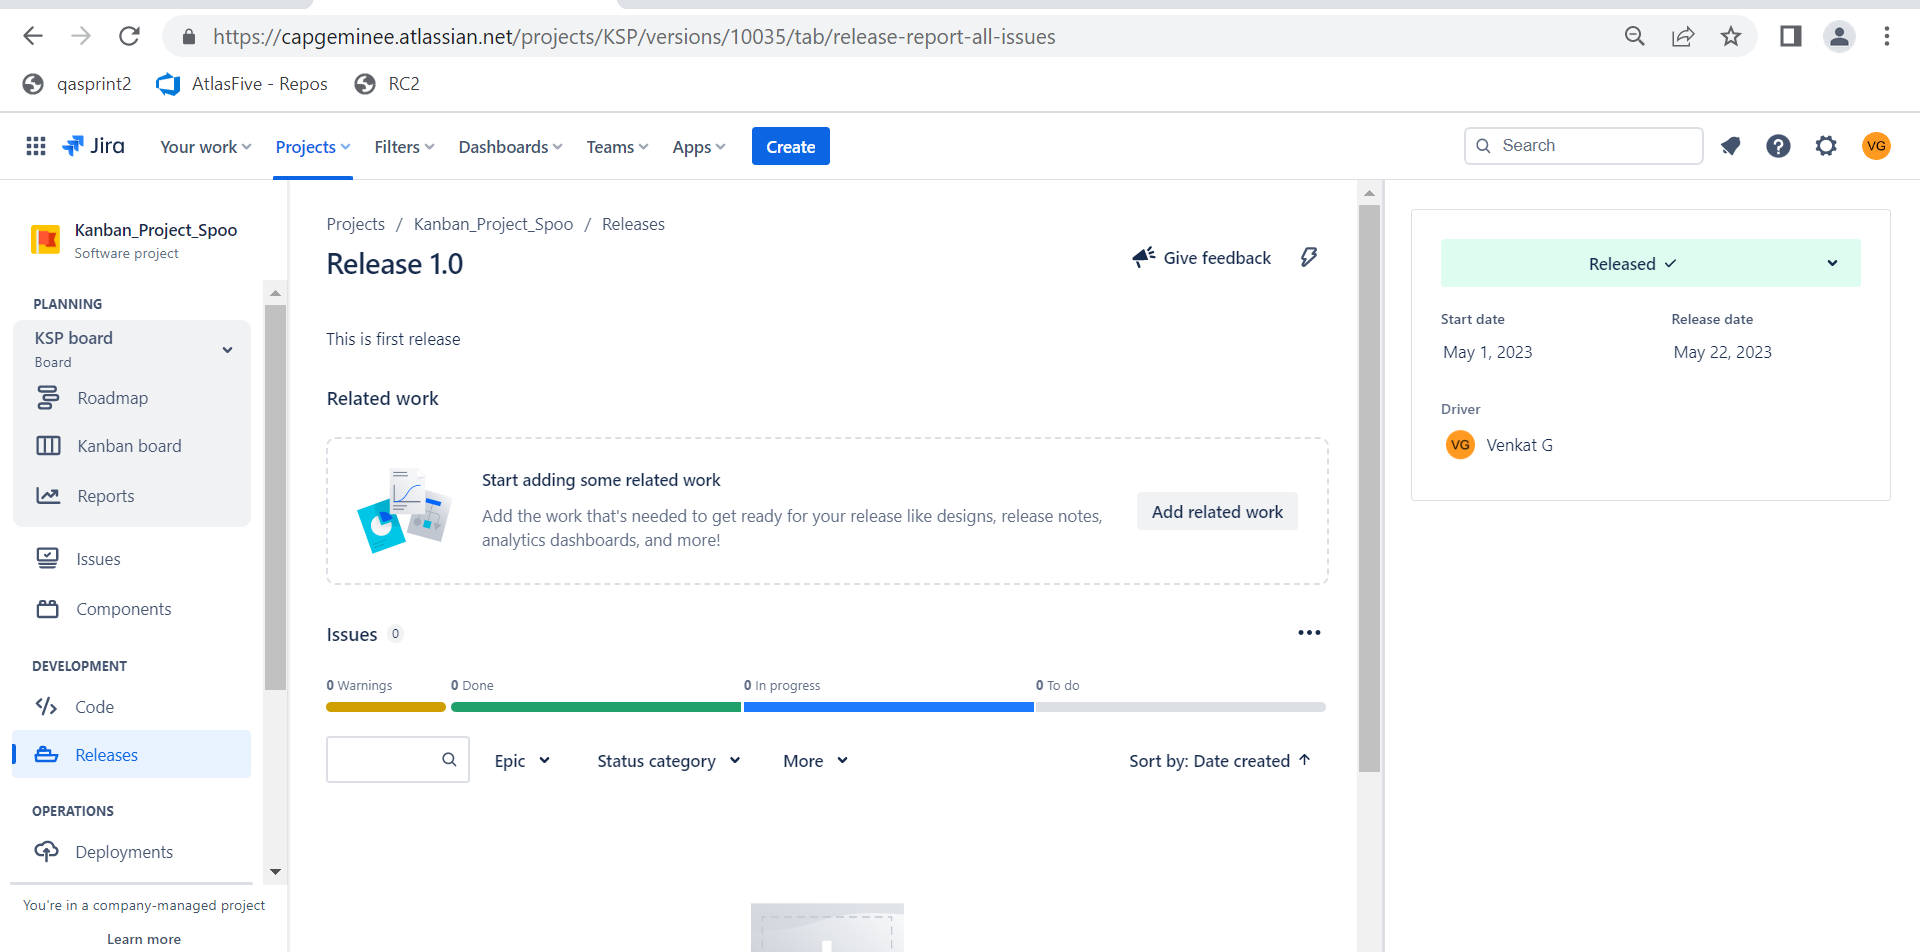 https://capgeminee.atlassian.net/projects/KSP/versions/10035/tab/release-report-all-issues
qasprint2 AtlasFive - Repos RC2
Jira Your work Projects Filters Dashboards Teams Apps Create Search VG
Kanban_Project_Spoo
Software project
PLANNING
KSP board
Board
Roadmap
Kanban board
Reports
Issues
Components
DEVELOPMENT
Code
Releases
OPERATIONS
Deployments
You're in a company-managed project
Learn more
Projects / Kanban_Project_Spoo / Releases
Release 1.0
Give feedback
This is first release
Related work
Start adding some related work
Add the work that's needed to get ready for your release like designs, release notes,
analytics dashboards, and more!
Add related work
Issues 0
0 Warnings 0 Done 0 In progress 0 To do
Epic Status category More Sort by: Date created
Released
Start date Release date
May 1, 2023 May 22, 2023
Driver
VG Venkat G